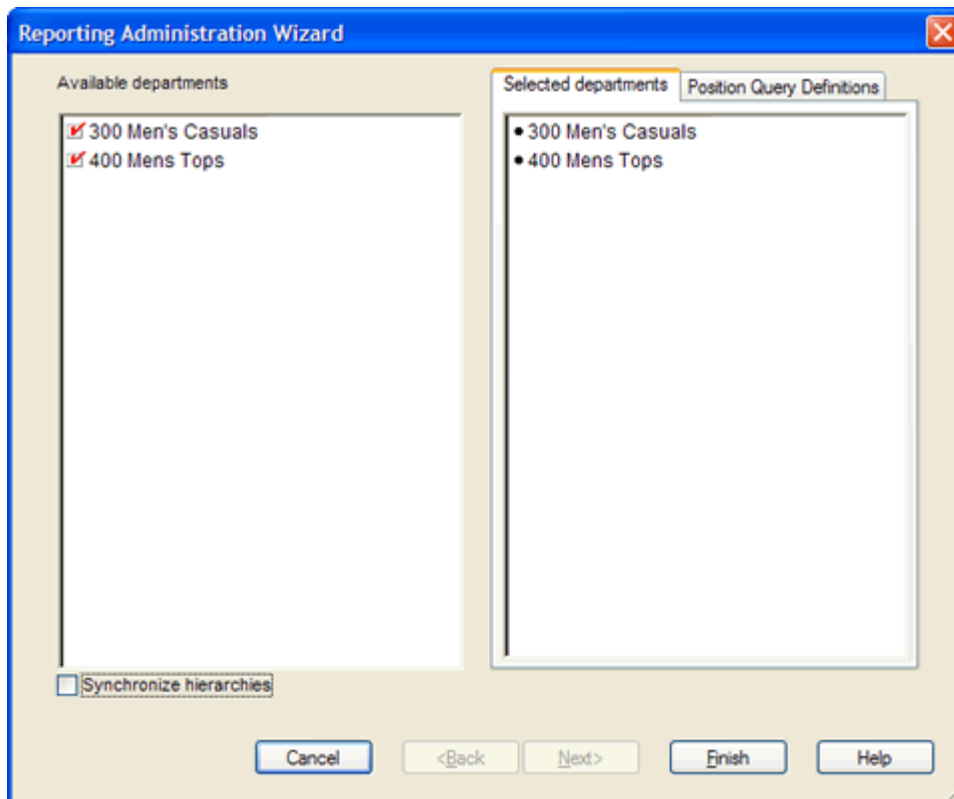 Reporting Administration Wizard
Available departments
Selected departments
Position Query Definitions
300 Men's Casuals
400 Mens Tops
300 Men's Casuals
400 Mens Tops
Synchronize hierarchies
Cancel
<Back
Next>
Finish
Help